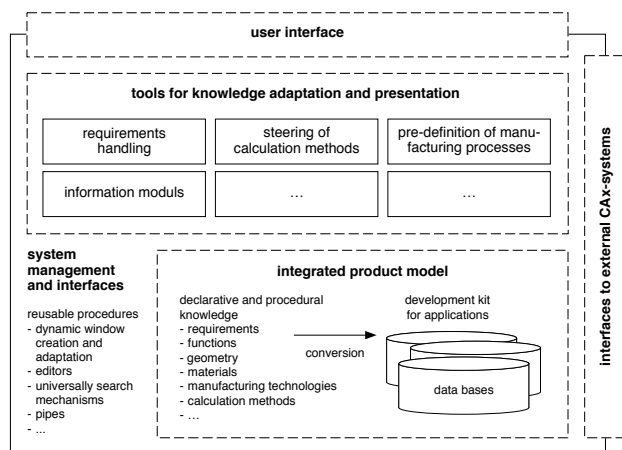 user interface
tools for knowledge adaptation and presentation
requirements
handling
steering of
calculation methods
pre-definition of manu-
facturing processes
information moduls
…
…
system
management
and interfaces
reusable procedures
- dynamic window
creation and
adaptation
- editors
- universally search
mechanisms
- pipes
- ...
integrated product model
declarative and procedural
knowledge
- requirements
- functions
- geometry
- materials
- manufacturing technologies
- calculation methods
- …
conversion
development kit
for applications
data bases
interfaces to external CAx-systems